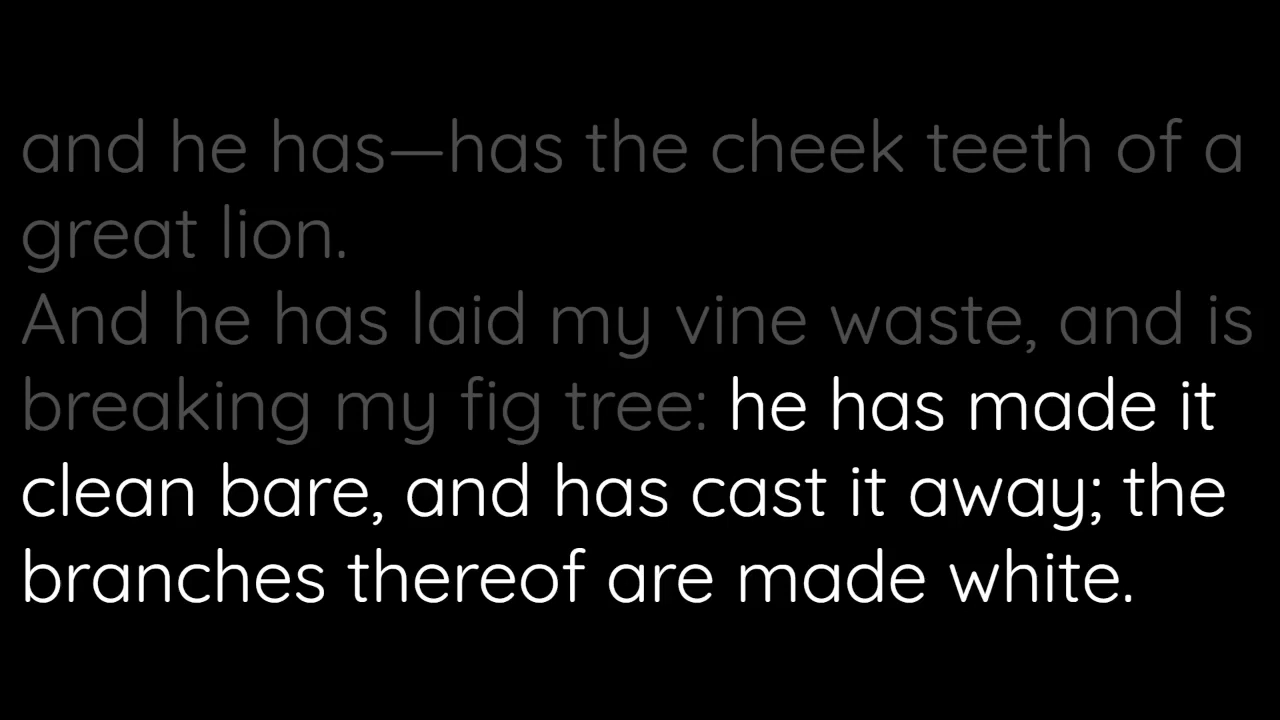 and he has—has the cheek teeth of a
great lion.
And he has laid my vine waste, and is
breaking my fig tree: he has made it
clean bare, and has cast it away; the
branches thereof are made white.